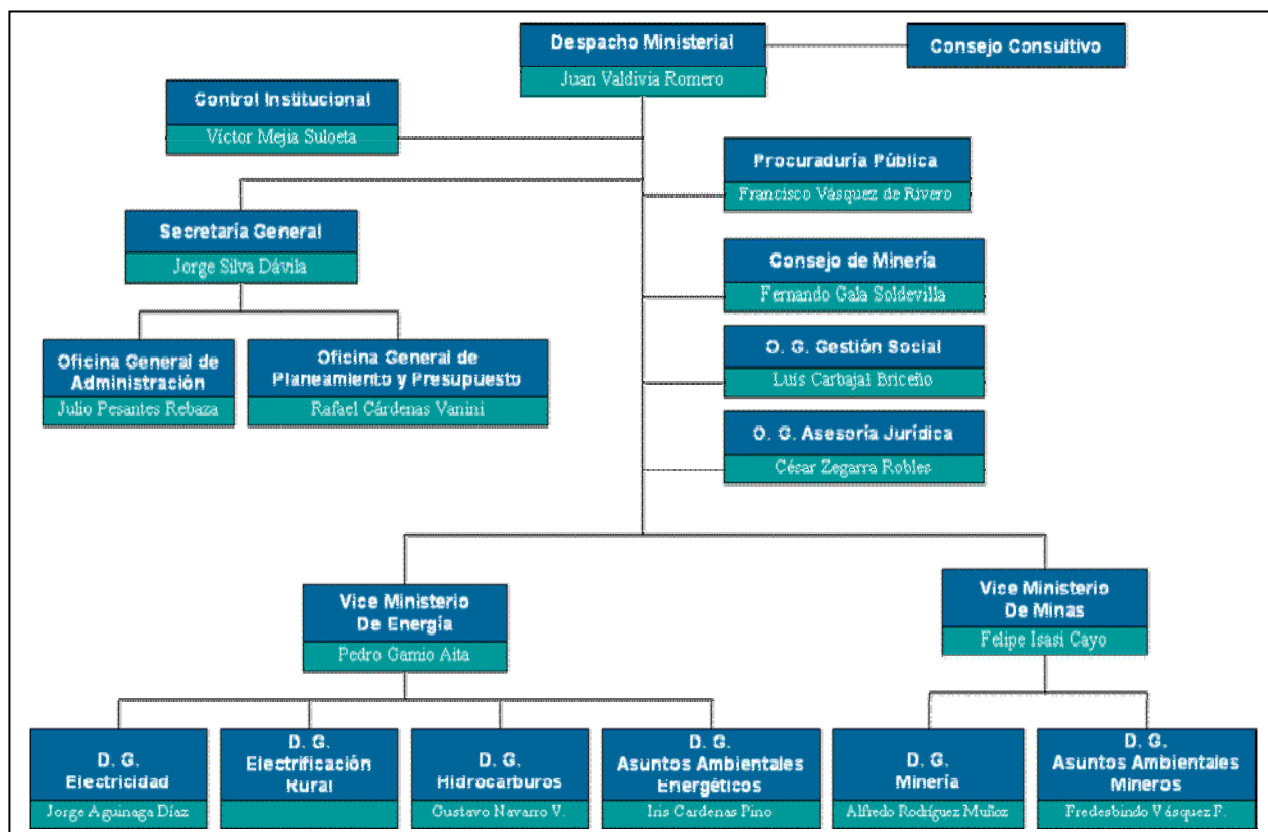 Despacho Ministerial
Juan Valdivia Romero
Consejo Consultivo
Control Institucional
Víctor Mejia Suloeta
Procuraduría Pública
Francisco Vásquez de Rivero
Secretaría General
Jorge Silva Dávila
Consejo de Minería
Fernando Gala Soldevilla
Oficina General de
Administración
Julio Pesantes Rebaza
Oficina General de
Planeamiento y Presupuesto
Rafael Cárdenas Vanini
O. G. Gestión Social
Luis Carbajal Briceño
O. G. Asesoría Jurídica
César Zegarra Robles
Vice Ministerio
De Energía
Pedro Gamio Aita
Vice Ministerio
De Minas
Felipe Isasi Cayo
D. G.
Electricidad
Jorge Aguinaga Díaz
D. G.
Electrificación
Rural
D. G.
Hidrocarburos
Gustavo Navarro V.
D. G.
Asuntos Ambientales
Energéticos
Iris Cardenas Pino
D. G.
Minería
Alfredo Rodríguez Muñoz
D. G.
Asuntos Ambientales
Mineros
Fredesbindo Vásquez F.